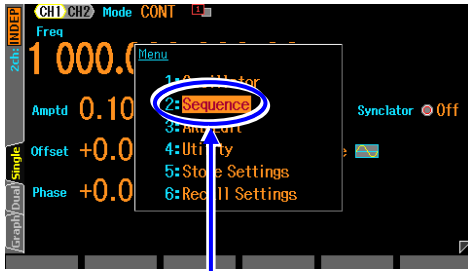 2ch: INDEP
CH1 CH2 Mode CONT
Freq
1 000.0
Menu
1:Oscillator
2:Sequence
3:Arb Edit
4:Utility
5:Store Settings
6:Recall Settings
Amptd 0.10
Synclator Off
Offset +0.0
Phase +0.0
Single
Dual
Graph